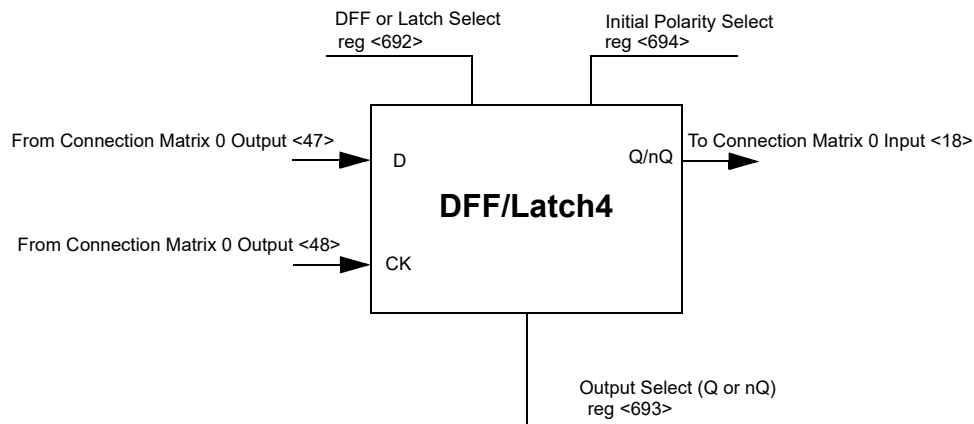 DFF or Latch Select
reg <692>
Initial Polarity Select
reg <694>
From Connection Matrix 0 Output <47>
D
Q/nQ
To Connection Matrix 0 Input <18>
DFF/Latch4
From Connection Matrix 0 Output <48>
CK
Output Select (Q or nQ)
reg <693>